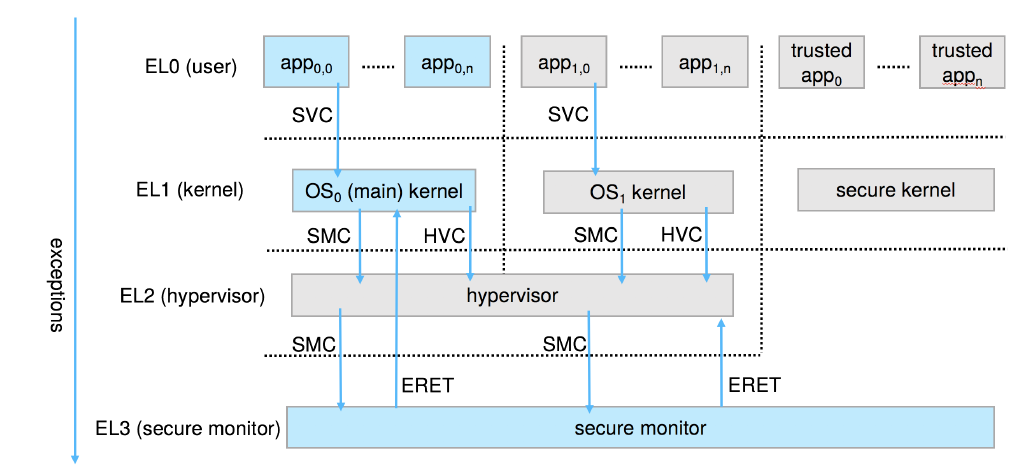 EL0 (user)
app0,0 ...... app0,n
app1,0 ...... app1,n
trusted
app0
......
trusted
appn
SVC
SVC
EL1 (kernel)
OS0 (main) kernel
OS1 kernel
secure kernel
SMC
HVC
SMC
HVC
exceptions
EL2 (hypervisor)
hypervisor
SMC
SMC
ERET
ERET
EL3 (secure monitor)
secure monitor